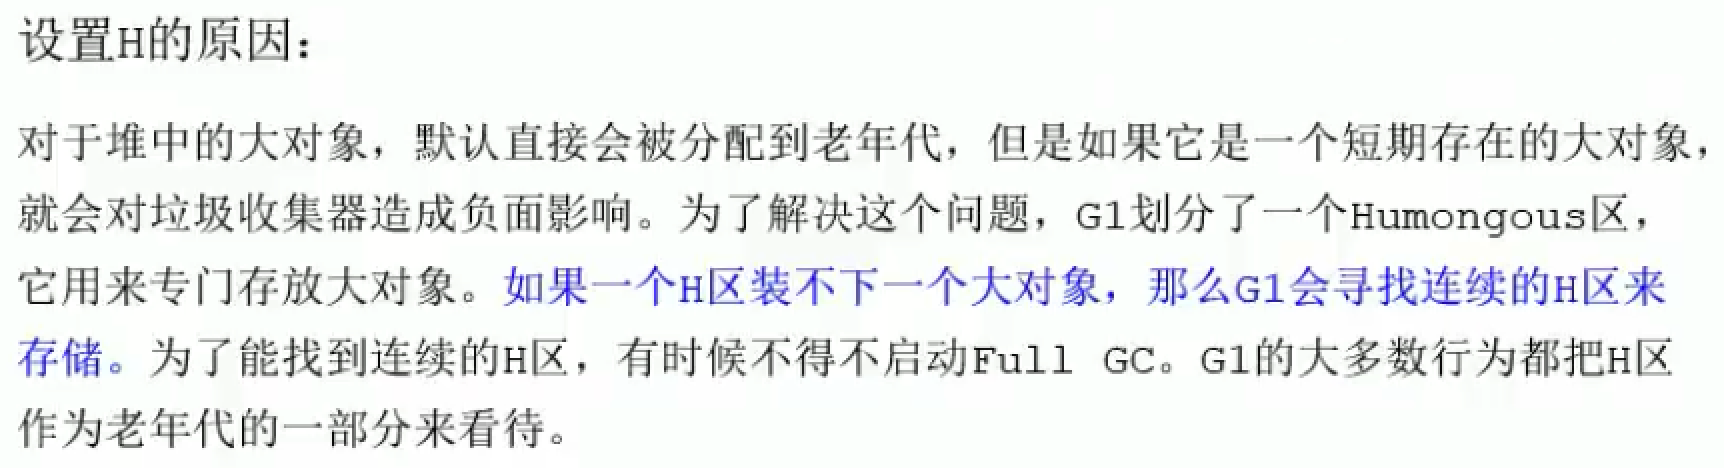 设置H的原因：
对于堆中的大对象，默认直接会被分配到老年代，但是如果它是一个短期存在的大对象，
就会对垃圾收集器造成负面影响。为了解决这个问题，G1划分了一个Humongous区，
它用来专门存放大对象。如果一个H区装不下一个大对象，那么G1会寻找连续的H区来
存储。为了能找到连续的H区，有时候不得不启动Full GC。G1的大多数行为都把H区
作为老年代的一部分来看待。